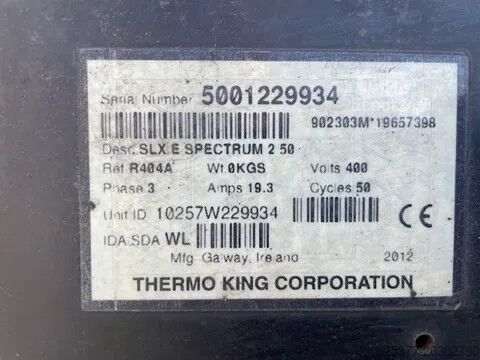 Serial Number 5001229934
902303M*19657398
Desc SLX E SPECTRUM 2 50
Ref R404A Wt 0KGS Volts 400
Phase 3 Amps 19.3 Cycles 50
Unit ID 10257W229934 CE
IDA,SDA WL
Mfg. Galway, Ireland 2012
THERMO KING CORPORATION